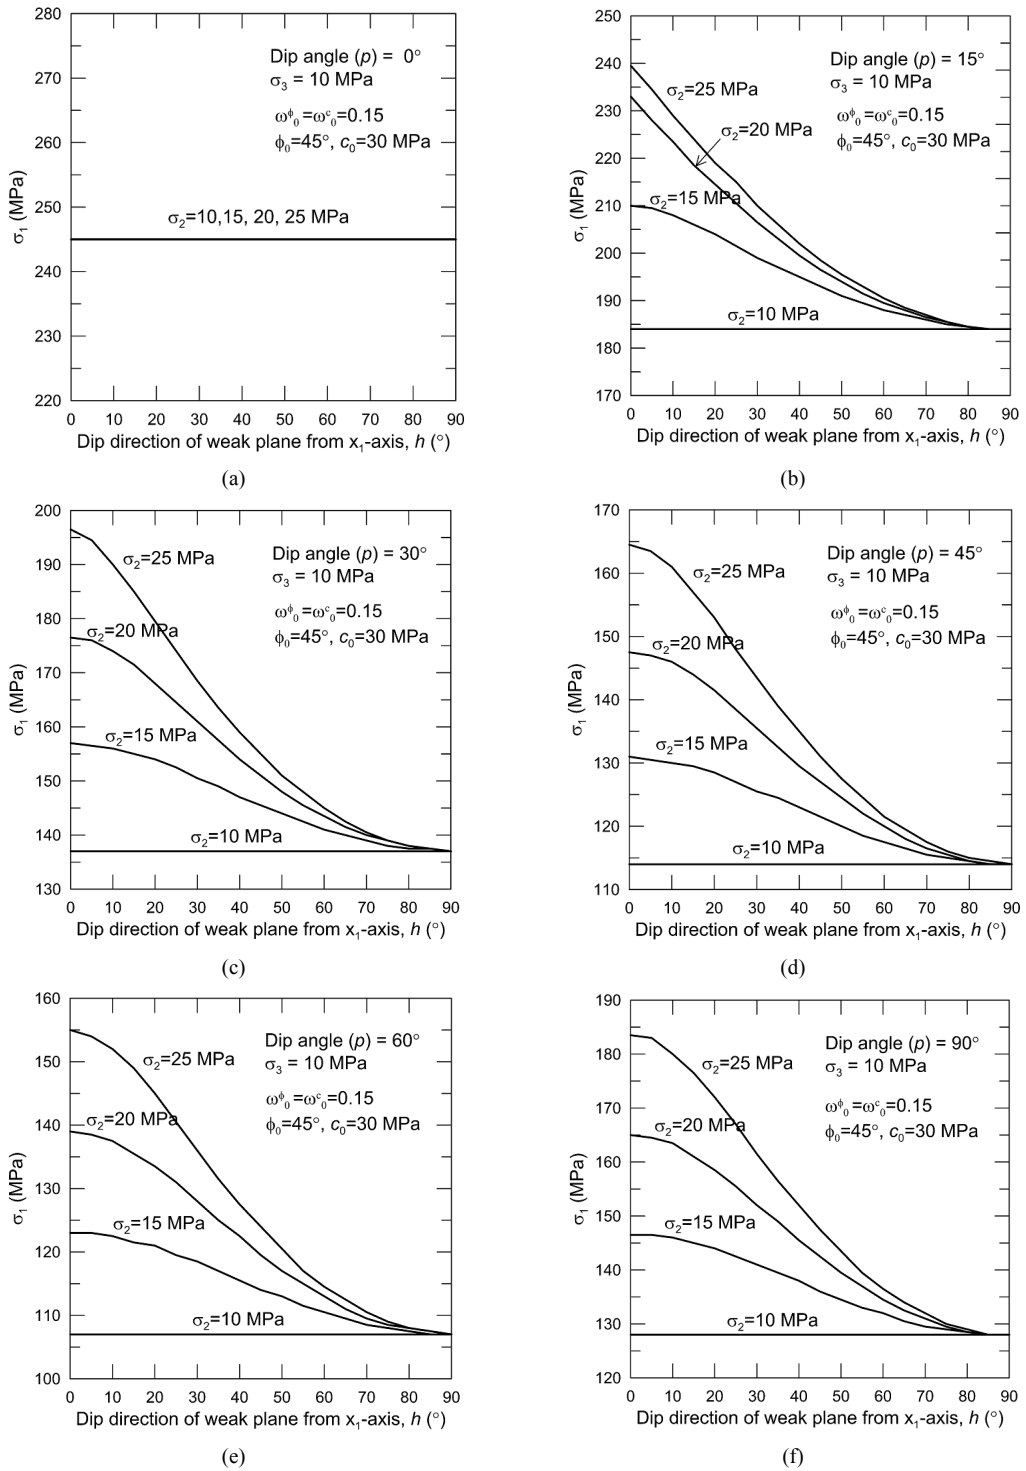 280
270
260
250
240
230
220
σ1 (MPa)
Dip angle (p) = 0°
σ3 = 10 MPa
ωϕ0=ωc0=0.15
ϕ0=45°, c0=30 MPa
σ2=10,15, 20, 25 MPa
0 10 20 30 40 50 60 70 80 90
Dip direction of weak plane from x1-axis, h (°)
(a)
250
240
230
220
210
200
190
180
170
σ1 (MPa)
Dip angle (p) = 15°
σ3 = 10 MPa
ωϕ0=ωc0=0.15
ϕ0=45°, c0=30 MPa
σ2=25 MPa
σ2=20 MPa
σ2=15 MPa
σ2=10 MPa
0 10 20 30 40 50 60 70 80 90
Dip direction of weak plane from x1-axis, h (°)
(b)
200
190
180
170
160
150
140
130
σ1 (MPa)
Dip angle (p) = 30°
σ3 = 10 MPa
ωϕ0=ωc0=0.15
ϕ0=45°, c0=30 MPa
σ2=25 MPa
σ2=20 MPa
σ2=15 MPa
σ2=10 MPa
0 10 20 30 40 50 60 70 80 90
Dip direction of weak plane from x1-axis, h (°)
(c)
170
160
150
140
130
120
110
σ1 (MPa)
Dip angle (p) = 45°
σ3 = 10 MPa
ωϕ0=ωc0=0.15
ϕ0=45°, c0=30 MPa
σ2=25 MPa
σ2=20 MPa
σ2=15 MPa
σ2=10 MPa
0 10 20 30 40 50 60 70 80 90
Dip direction of weak plane from x1-axis, h (°)
(d)
160
150
140
130
120
110
100
σ1 (MPa)
Dip angle (p) = 60°
σ3 = 10 MPa
ωϕ0=ωc0=0.15
ϕ0=45°, c0=30 MPa
σ2=25 MPa
σ2=20 MPa
σ2=15 MPa
σ2=10 MPa
0 10 20 30 40 50 60 70 80 90
Dip direction of weak plane from x1-axis, h (°)
(e)
190
180
170
160
150
140
130
120
σ1 (MPa)
Dip angle (p) = 90°
σ3 = 10 MPa
ωϕ0=ωc0=0.15
ϕ0=45°, c0=30 MPa
σ2=25 MPa
σ2=20 MPa
σ2=15 MPa
σ2=10 MPa
0 10 20 30 40 50 60 70 80 90
Dip direction of weak plane from x1-axis, h (°)
(f)